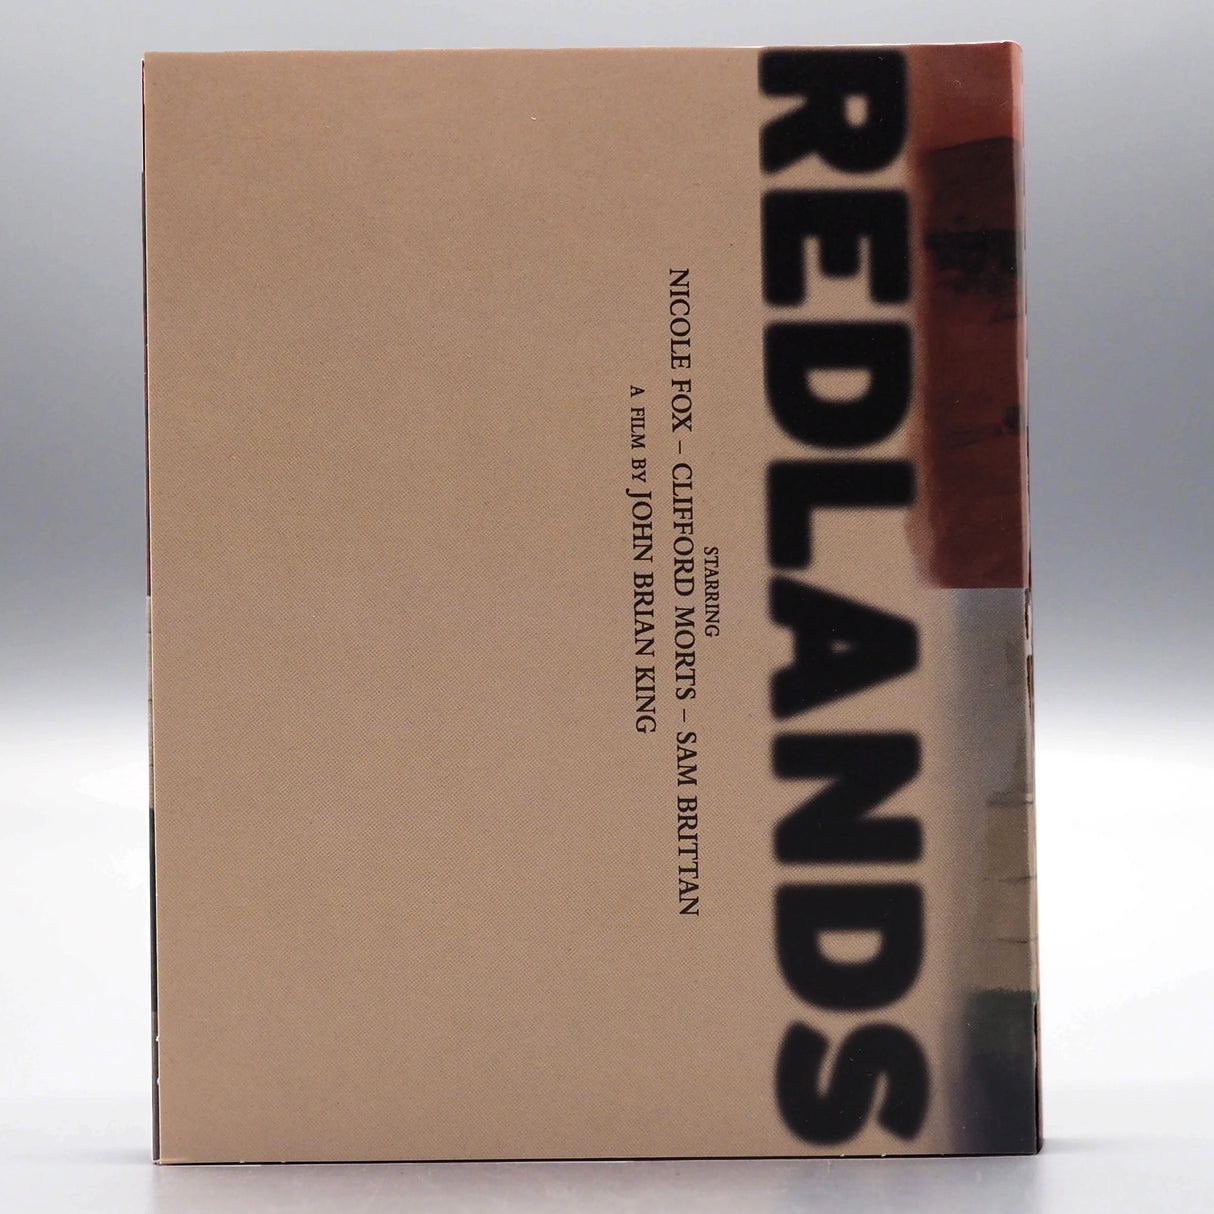 REDLANDS
STARRING
NICOLE FOX – CLIFFORD MORTS – SAM BRITTAN
A FILM BY JOHN BRIAN KING